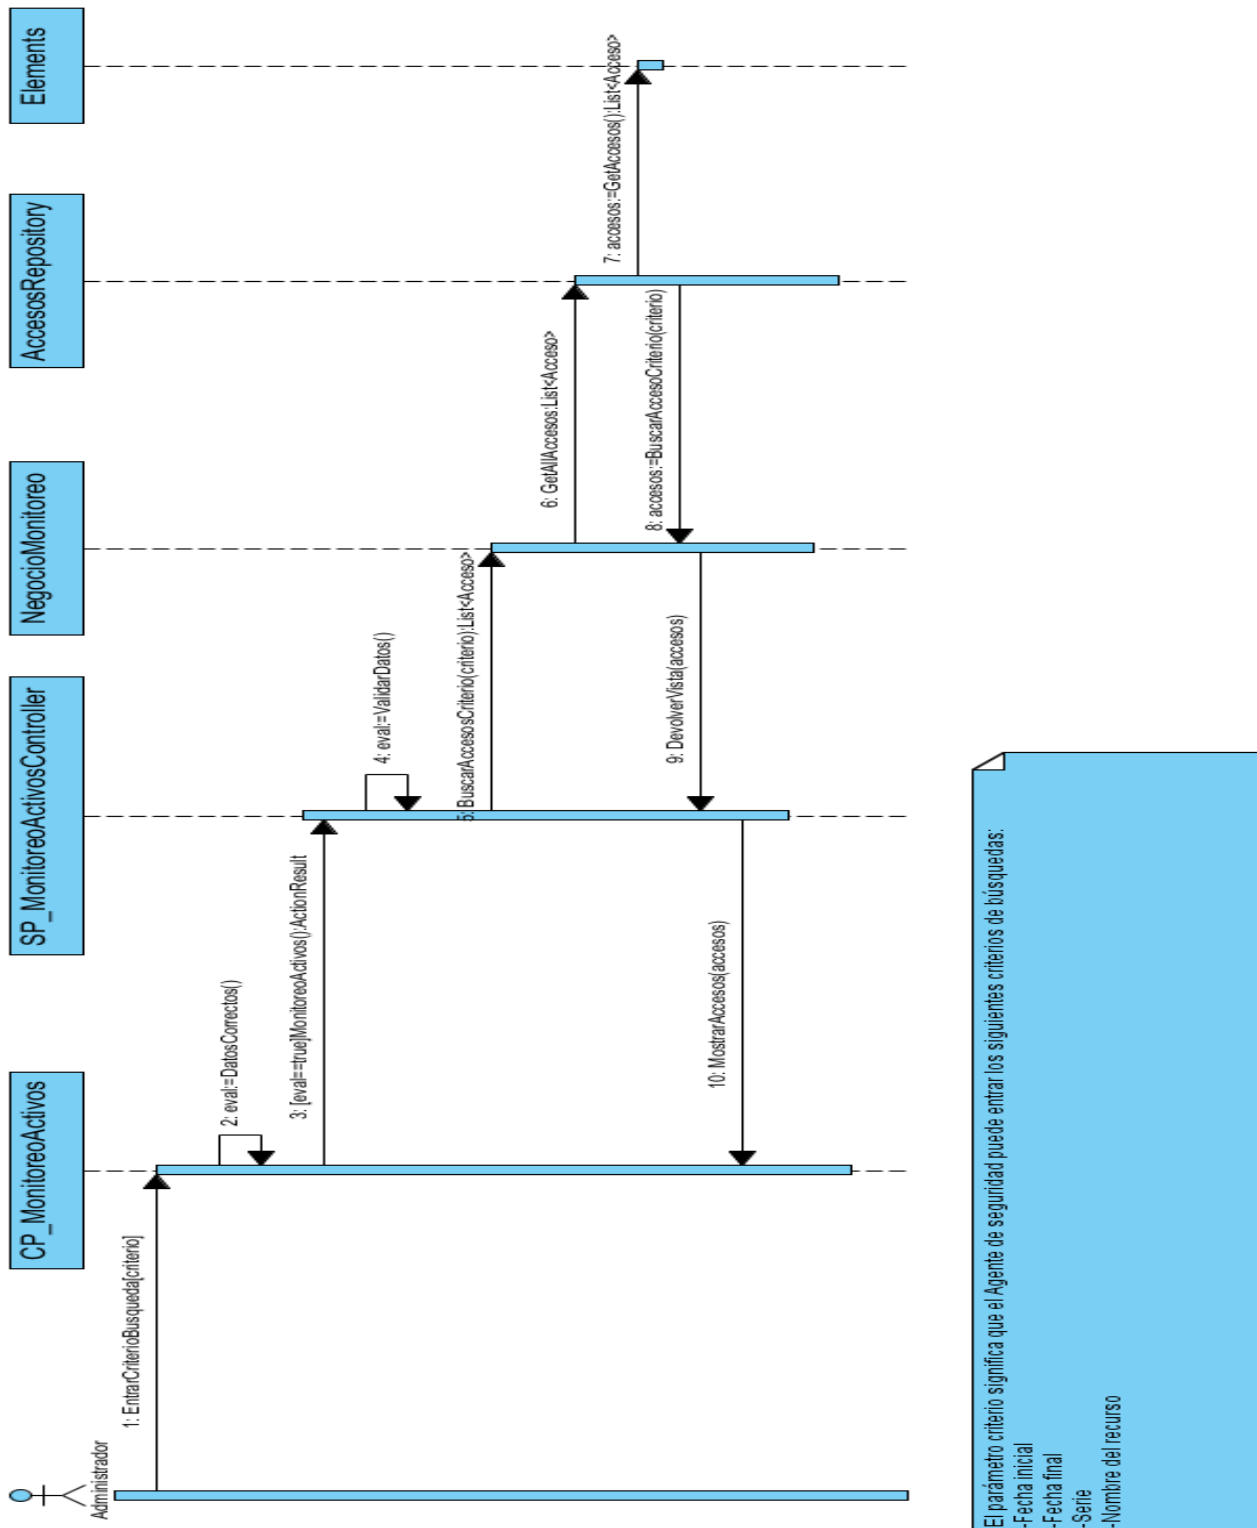 Administrador
CP_MonitoreoActivos
SP_MonitoreoActivosController
NegocioMonitoreo
AccesosRepository
Elements
1: EntrarCriterioBusqueda[criterio]
2: eval:=DatosCorrectos()
3: [eval==true]MonitoreoActivos():ActionResult
4: eval:=ValidarDatos()
5: BuscarAccesosCriterio(criterio):List<Acceso>
6: GetAllAccesos:List<Acceso>
7: accesos:=GetAccesos():List<Acceso>
8: accesos:=BuscarAccesoCriterio(criterio)
9: DevolverVista(accesos)
10: MostrarAccesos(accesos)
El parámetro criterio significa que el Agente de seguridad puede entrar los siguientes criterios de búsquedas:
-Fecha inicial
-Fecha final
-Serie
-Nombre del recurso